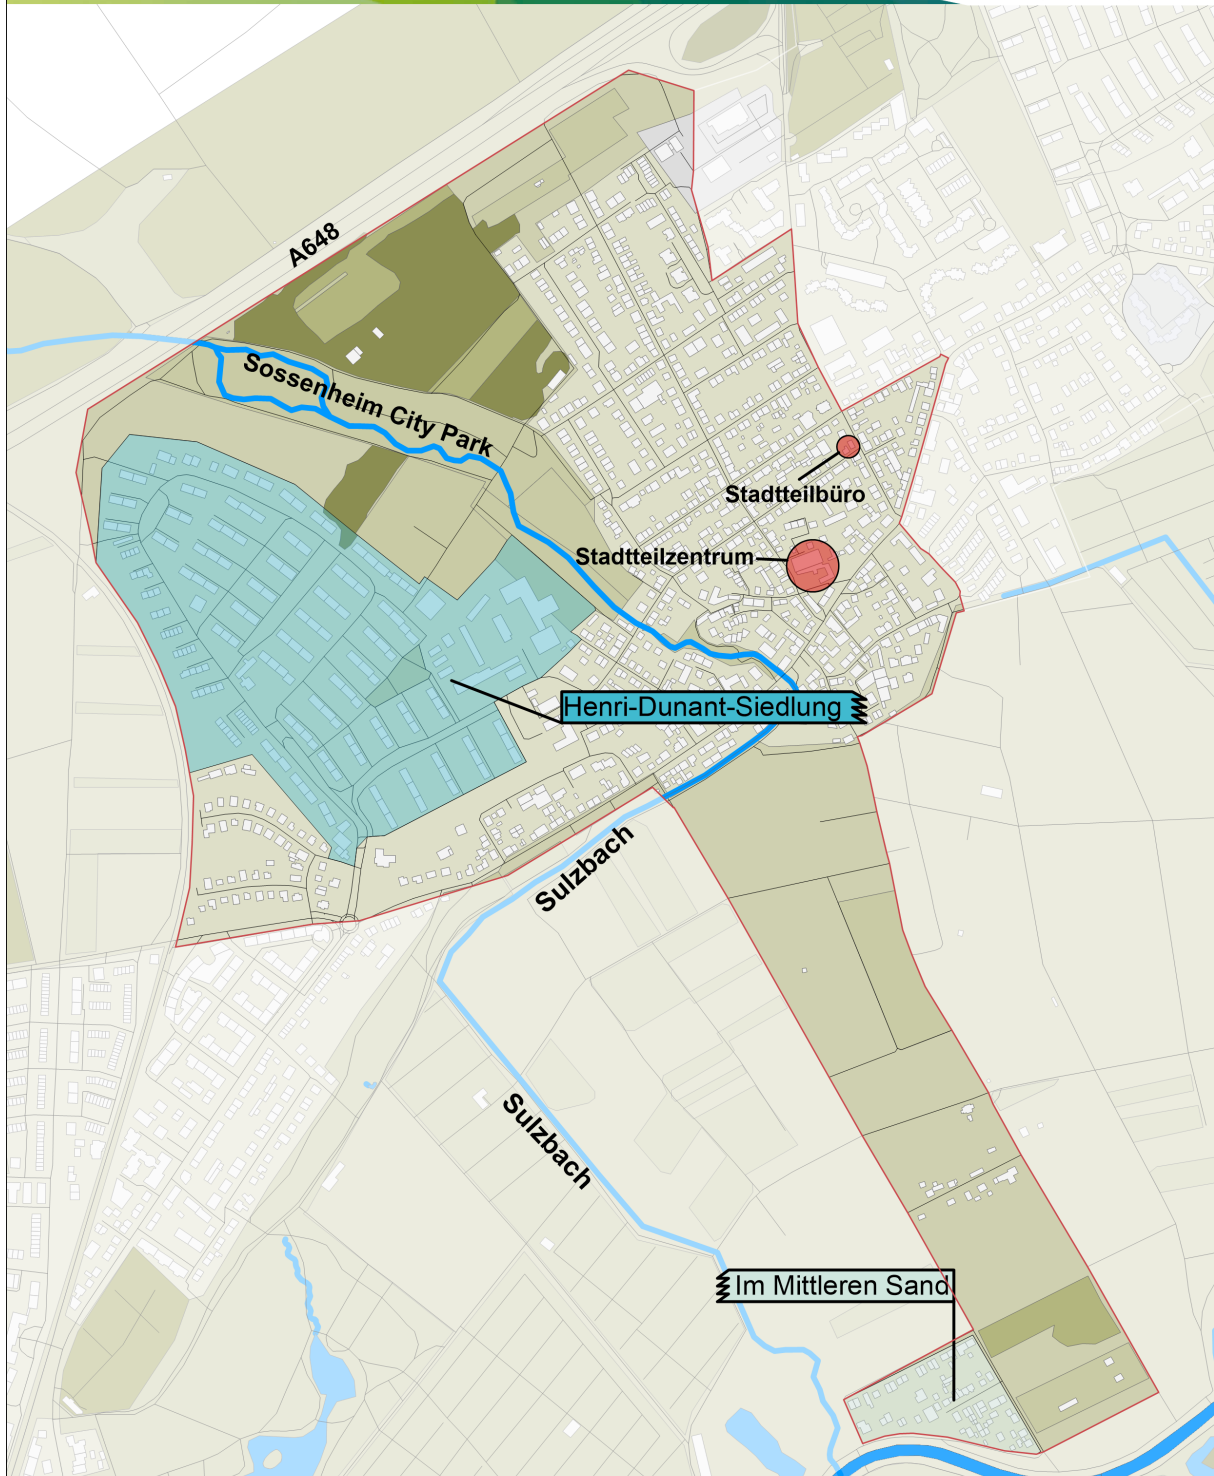 A648
Sossenheim City Park
Stadtteilbüro
Stadtteilzentrum
Henri-Dunant-Siedlung
Sulzbach
Sulzbach
Im Mittleren Sand